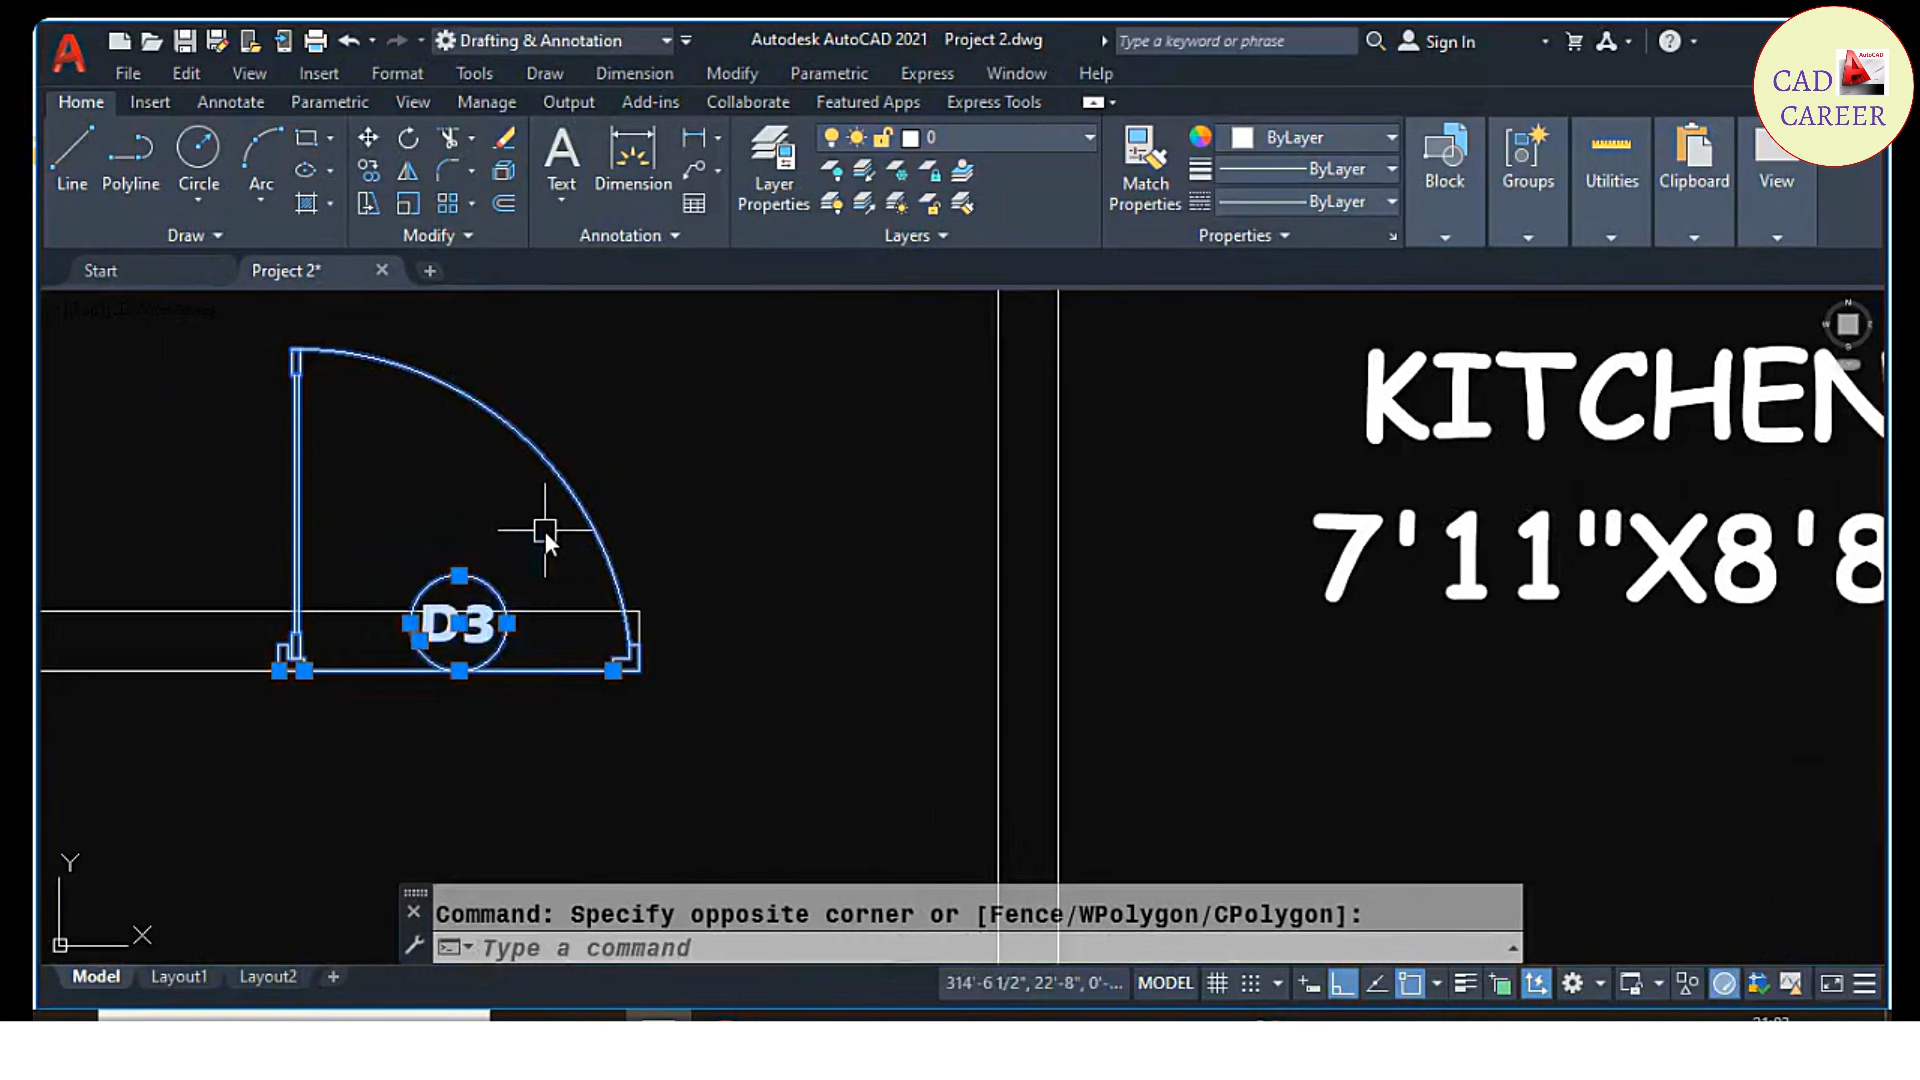 Drafting & Annotation
Autodesk AutoCAD 2021 Project 2.dwg
Type a keyword or phrase
Sign In
AutoCAD
CAD
CAREER
File Edit View Insert Format Tools Draw Dimension Modify Parametric Express Window Help
Home Insert Annotate Parametric View Manage Output Add-ins Collaborate Featured Apps Express Tools
0
ByLayer
ByLayer
ByLayer
Line Polyline Circle Arc
Text Dimension
Layer Properties
Match Properties
Block Groups Utilities Clipboard View
Draw Modify Annotation Layers Properties
Start Project 2*
N
KITCHEN
7'11"X8'8
D3
Y
X
Command: Specify opposite corner or [Fence/WPolygon/CPolygon]:
Type a command
Model Layout1 Layout2
314'-6 1/2", 22'-8", 0'-... MODEL